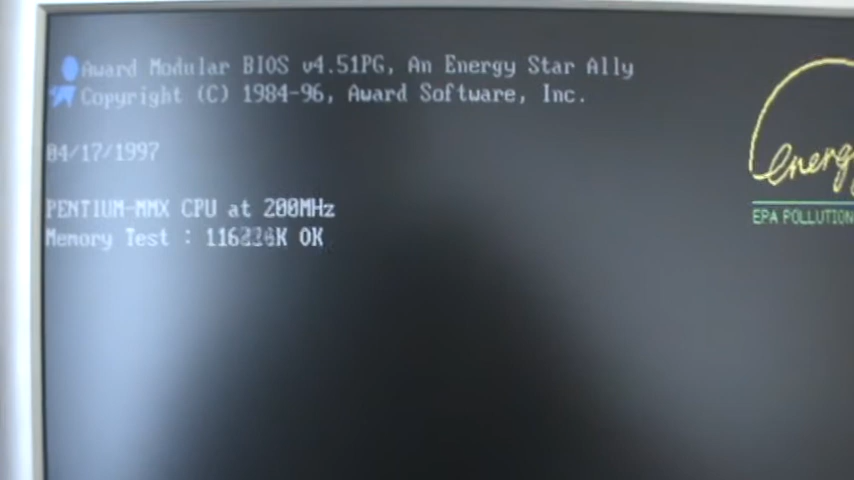 Award Modular BIOS v4.51PG, An Energy Star Ally
Copyright (C) 1984-96, Award Software, Inc.
energy
EPA POLLUTION
04/17/1997
PENTIUM-MMX CPU at 200MHz
Memory Test : OK